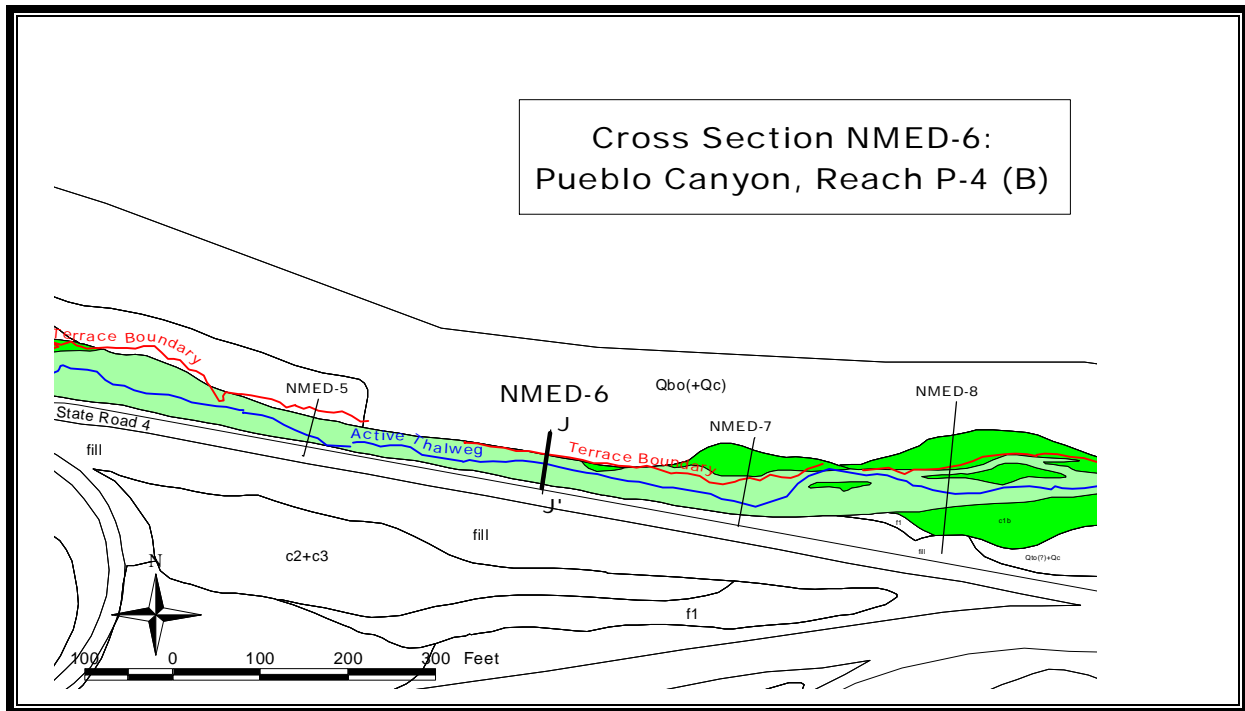 Cross Section NMED-6:
Pueblo Canyon, Reach P-4 (B)
Terrace Boundary
NMED-5
NMED-6
Qbo(+Qc)
NMED-8
State Road 4
Active Thalweg
J
Terrace Boundary
NMED-7
fill
J'
fill
f1
c1b
fill
Qto(?)+Qc
c2+c3
N
f1
100 0 100 200 300 Feet